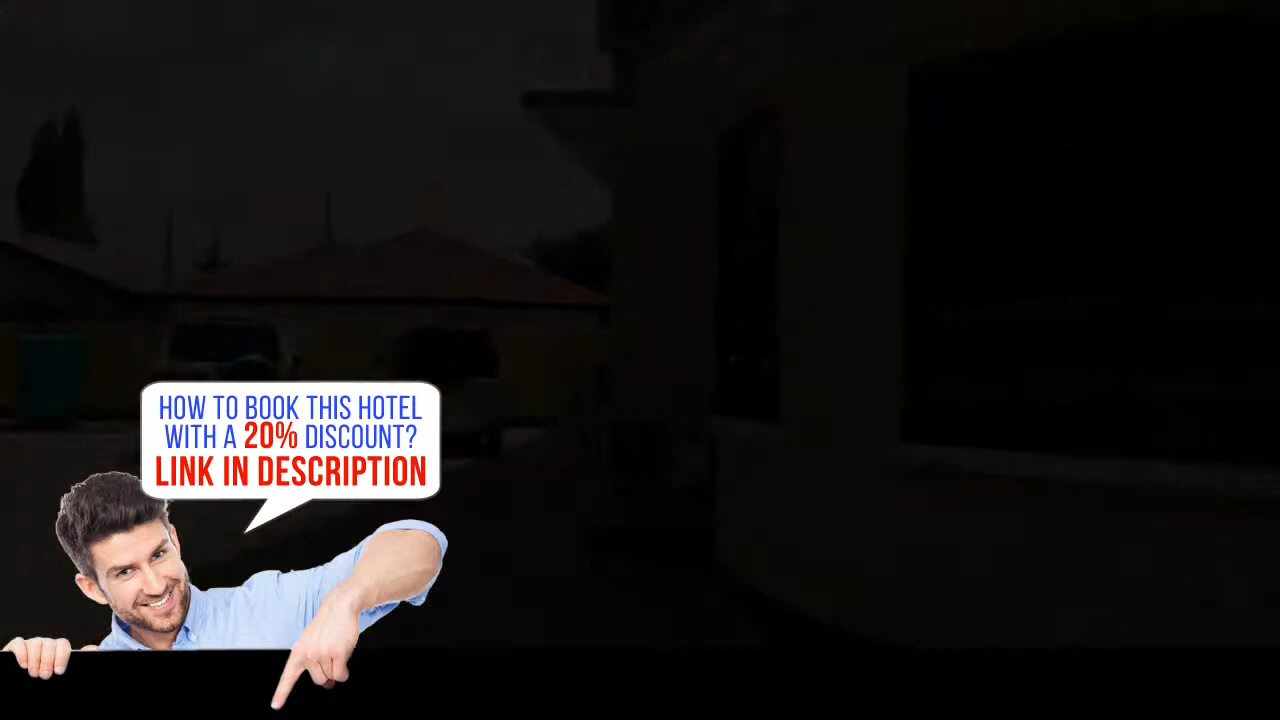 HOW TO BOOK THIS HOTEL
WITH A 20% DISCOUNT?
LINK IN DESCRIPTION